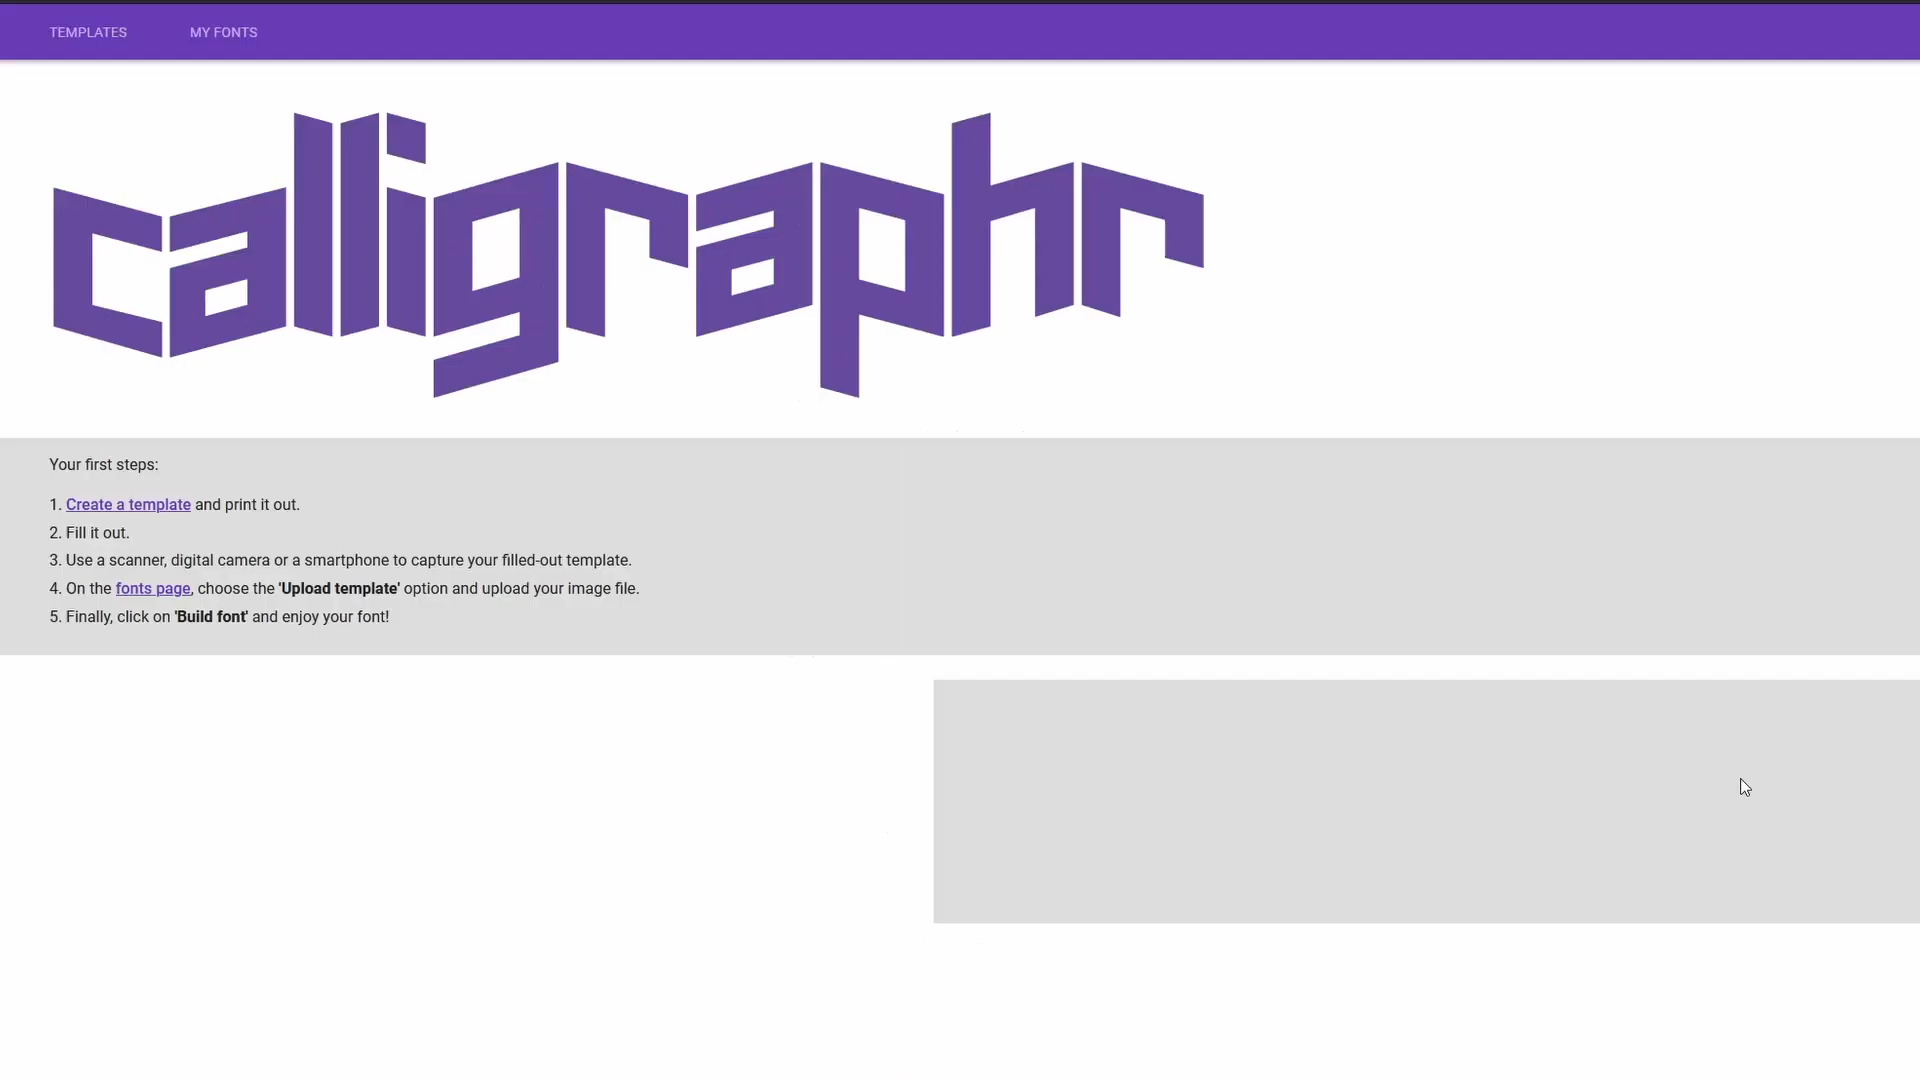 TEMPLATES MY FONTS
calligraphr
Your first steps:
1. Create a template and print it out.
2. Fill it out.
3. Use a scanner, digital camera or a smartphone to capture your filled-out template.
4. On the fonts page, choose the 'Upload template' option and upload your image file.
5. Finally, click on 'Build font' and enjoy your font!